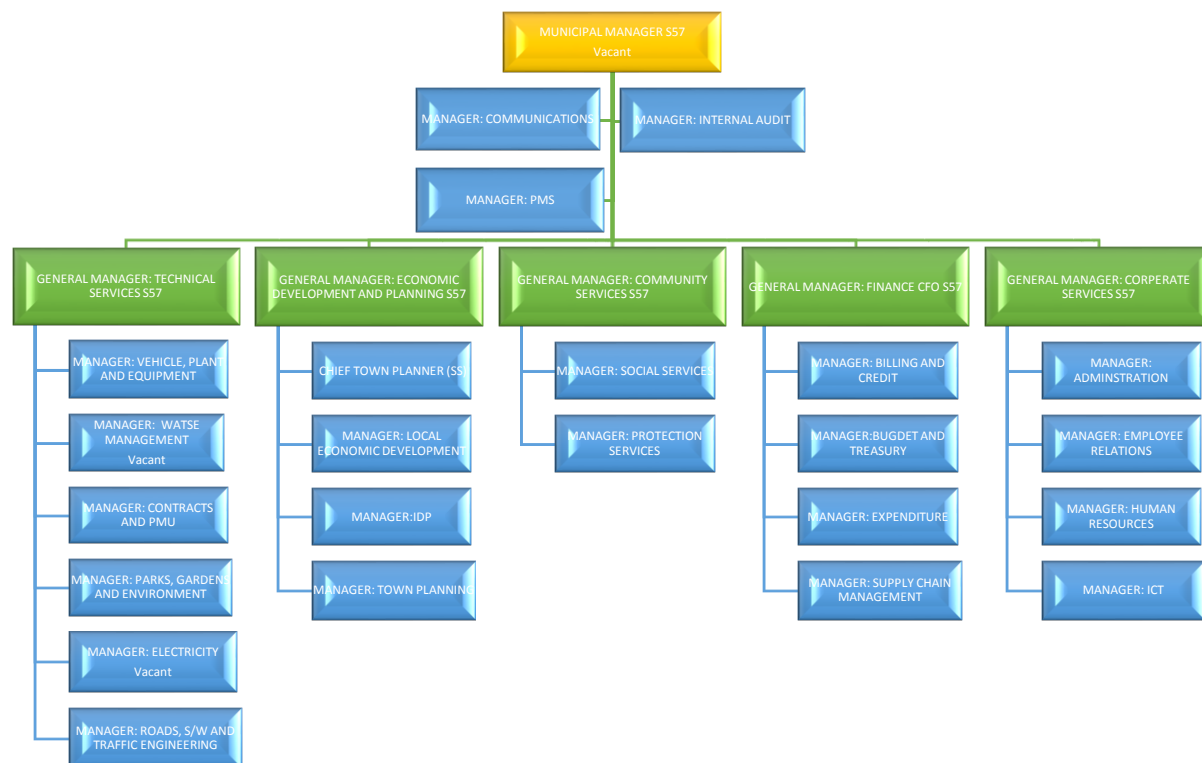 MUNICIPAL MANAGER S57
Vacant
MANAGER: COMMUNICATIONS
MANAGER: INTERNAL AUDIT
MANAGER: PMS
GENERAL MANAGER: TECHNICAL
SERVICES S57
MANAGER: VEHICLE, PLANT
AND EQUIPMENT
MANAGER: WATSE
MANAGEMENT
Vacant
MANAGER: CONTRACTS
AND PMU
MANAGER: PARKS, GARDENS
AND ENVIRONMENT
MANAGER: ELECTRICITY
Vacant
MANAGER: ROADS, S/W AND
TRAFFIC ENGINEERING
GENERAL MANAGER: ECONOMIC
DEVELOPMENT AND PLANNING S57
CHIEF TOWN PLANNER (SS)
MANAGER: LOCAL
ECONOMIC DEVELOPMENT
MANAGER:IDP
MANAGER: TOWN PLANNING
GENERAL MANAGER: COMMUNITY
SERVICES S57
MANAGER: SOCIAL SERVICES
MANAGER: PROTECTION
SERVICES
GENERAL MANAGER: FINANCE CFO S57
MANAGER: BILLING AND
CREDIT
MANAGER:BUGDET AND
TREASURY
MANAGER: EXPENDITURE
MANAGER: SUPPLY CHAIN
MANAGEMENT
GENERAL MANAGER: CORPERATE
SERVICES S57
MANAGER:
ADMINSTRATION
MANAGER: EMPLOYEE
RELATIONS
MANAGER: HUMAN
RESOURCES
MANAGER: ICT